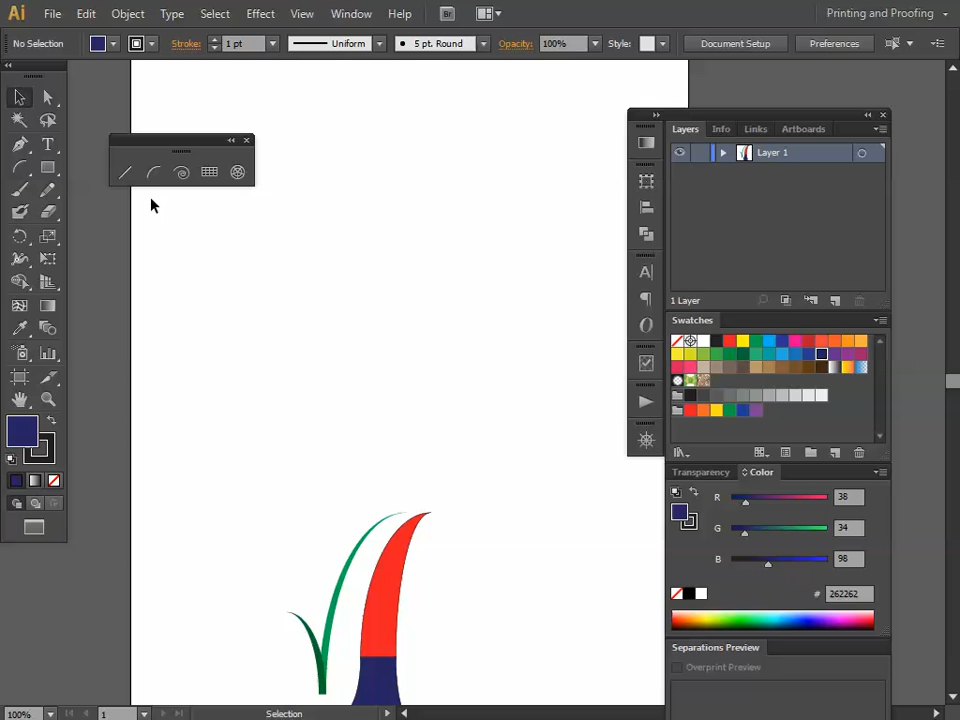 Ai File Edit Object Type Select Effect View Window Help Br Printing and Proofing
No Selection Stroke: 1 pt Uniform 5 pt. Round Opacity: 100% Style: Document Setup Preferences
Layers Info Links Artboards
Layer 1
1 Layer
Swatches
Transparency Color
R 38
G 34
B 98
# 262262
Separations Preview
Overprint Preview
100% 1 Selection